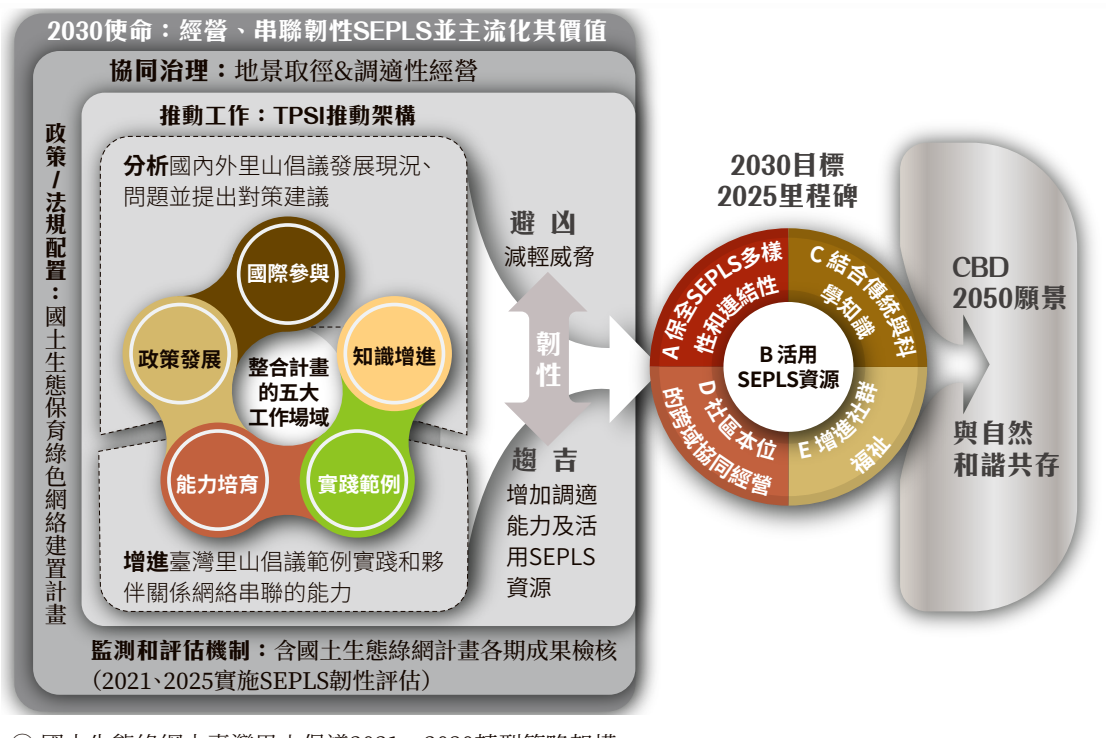 2030使命：經營、串聯韌性SEPLS並主流化其價值
協同治理：地景取徑&調適性經營
政策/法規配置：國土生態保育綠色網絡建置計畫
推動工作：TPSI推動架構
分析國內外里山倡議發展現況、
問題並提出對策建議
國際參與
政策發展
知識增進
整合計畫
的五大
工作場域
能力培育
實踐範例
增進臺灣里山倡議範例實踐和夥
伴關係網絡串聯的能力
避 凶
減輕威脅
韌性
趨 吉
增加調適
能力及活
用SEPLS
資源
監測和評估機制：含國土生態綠網計畫各期成果檢核
（2021、2025實施SEPLS韌性評估）
2030目標
2025里程碑
A 保全SEPLS多樣
性和連結性
C 結合傳統與科
學知識
B 活用
SEPLS資源
D 社區本位
的跨域協同經營
E 增進社群
福祉
CBD
2050願景
與自然
和諧共存